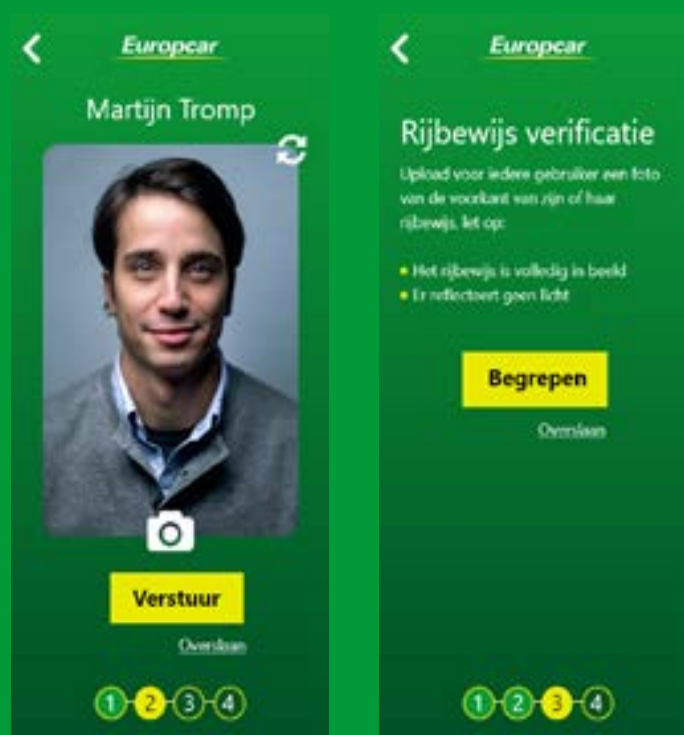 Europcar
Martijn Tromp
Verstuur
Overslaan
1 2 3 4
Europcar
Rijbewijs verificatie
Upload voor iedere gebruiker een foto
van de voorkant van zijn of haar
rijbewijs, let op:
Het rijbewijs is volledig in beeld
Er reflecteert geen licht
Begrepen
Overslaan
1 2 3 4